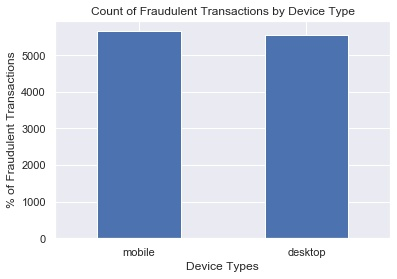 Count of Fraudulent Transactions by Device Type
% of Fraudulent Transactions
5000
4000
3000
2000
1000
0
mobile
desktop
Device Types